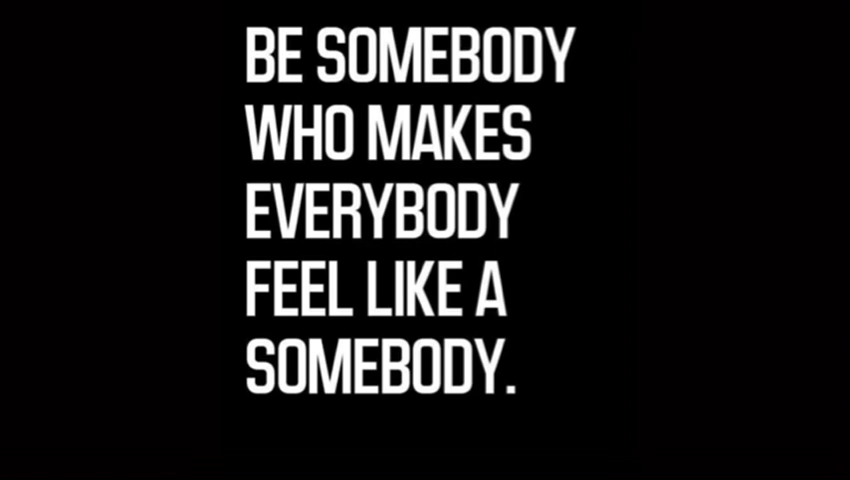 BE SOMEBODY
WHO MAKES
EVERYBODY
FEEL LIKE A
SOMEBODY.